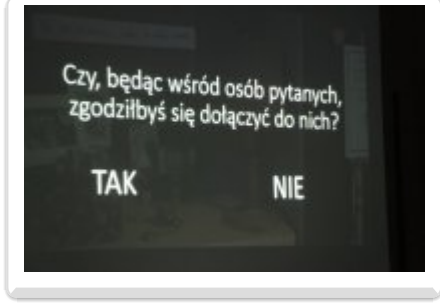 Czy, będąc wśród osób pytanych,
zgodziłbyś się dołączyć do nich?
TAK NIE